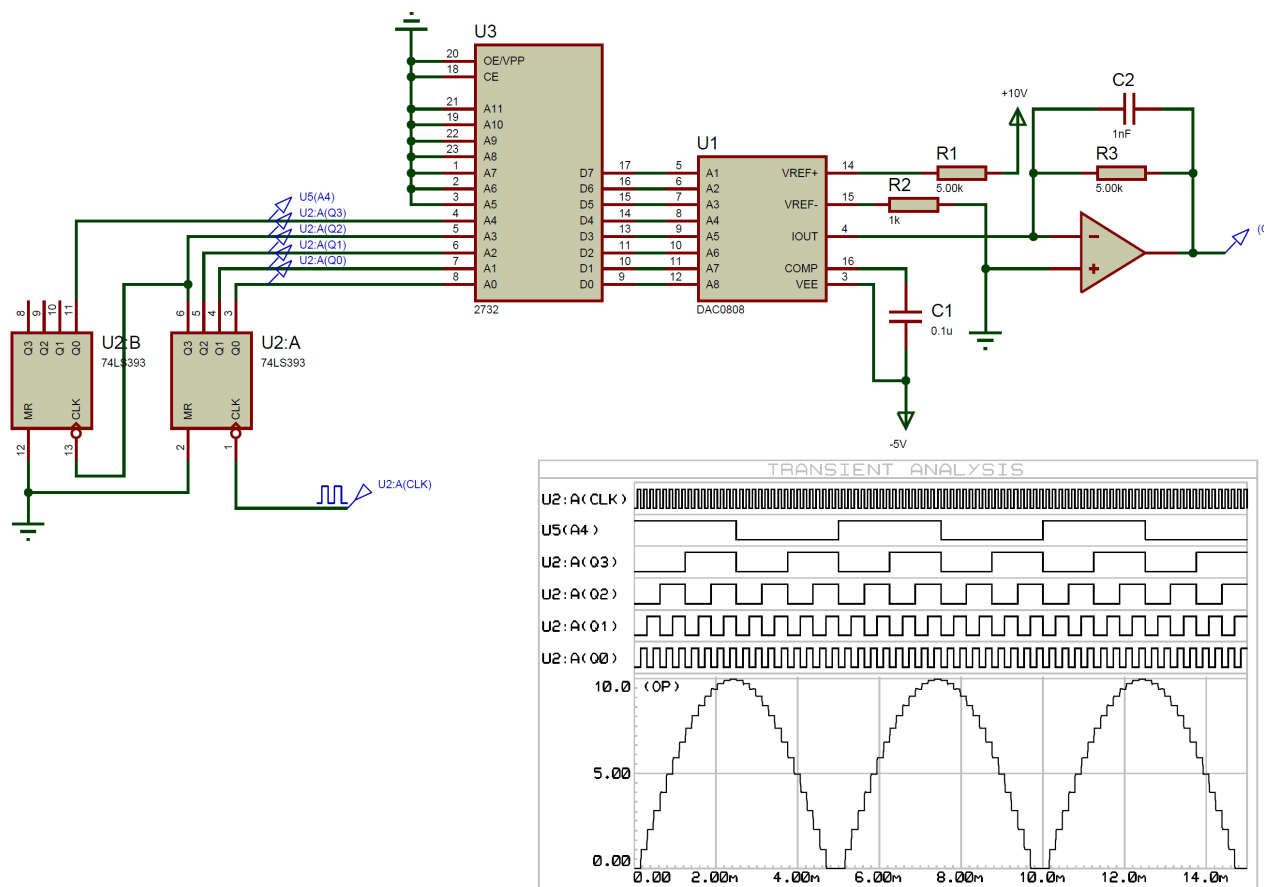 U3
20 OE/VPP
18 CE
21 A11
19 A10
22 A9
23 A8
1 A7
2 A6
3 A5
4 A4
5 A3
6 A2
7 A1
8 A0
D7 17
D6 16
D5 15
D4 14
D3 13
D2 11
D1 10
D0 9
2732
U1
5 A1
6 A2
7 A3
8 A4
9 A5
10 A6
11 A7
12 A8
VREF+ 14
VREF- 15
IOUT 4
COMP 16
VEE 3
DAC0808
R1
5.00k
+10V
R2
1k
C2
1nF
R3
5.00k
C1
0.1u
-5V
U5(A4)
U2:A(Q3)
U2:A(Q2)
U2:A(Q1)
U2:A(Q0)
8 9 10 11
Q3 Q2 Q1 Q0
U2:B
74LS393
MR CLK
12 13
6 5 4 3
Q3 Q2 Q1 Q0
U2:A
74LS393
MR CLK
2 1
U2:A(CLK)
TRANSIENT ANALYSIS
U2:A(CLK)
U5(A4)
U2:A(Q3)
U2:A(Q2)
U2:A(Q1)
U2:A(Q0)
10.0 (OP)
5.00
0.00
0.00 2.00m 4.00m 6.00m 8.00m 10.0m 12.0m 14.0m